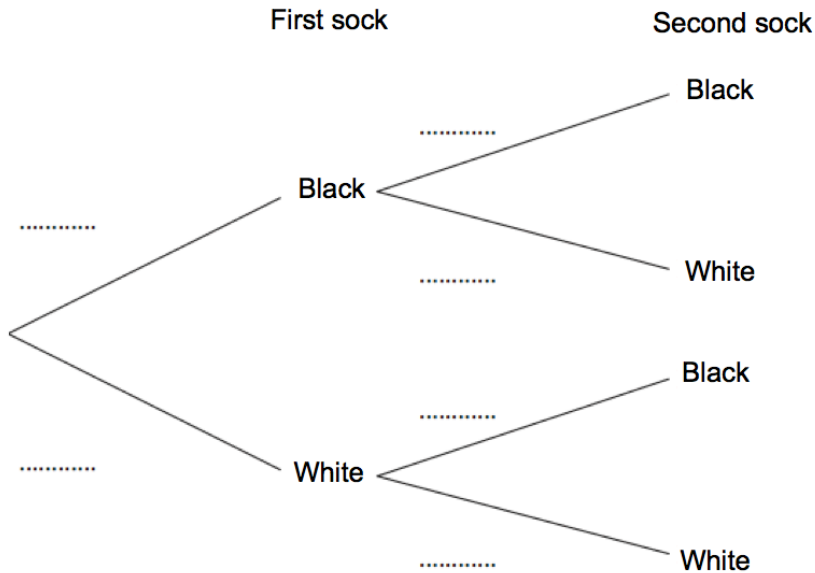 First sock
Second sock
Black
............
Black
............
White
............
Black
............
............
White
............
White